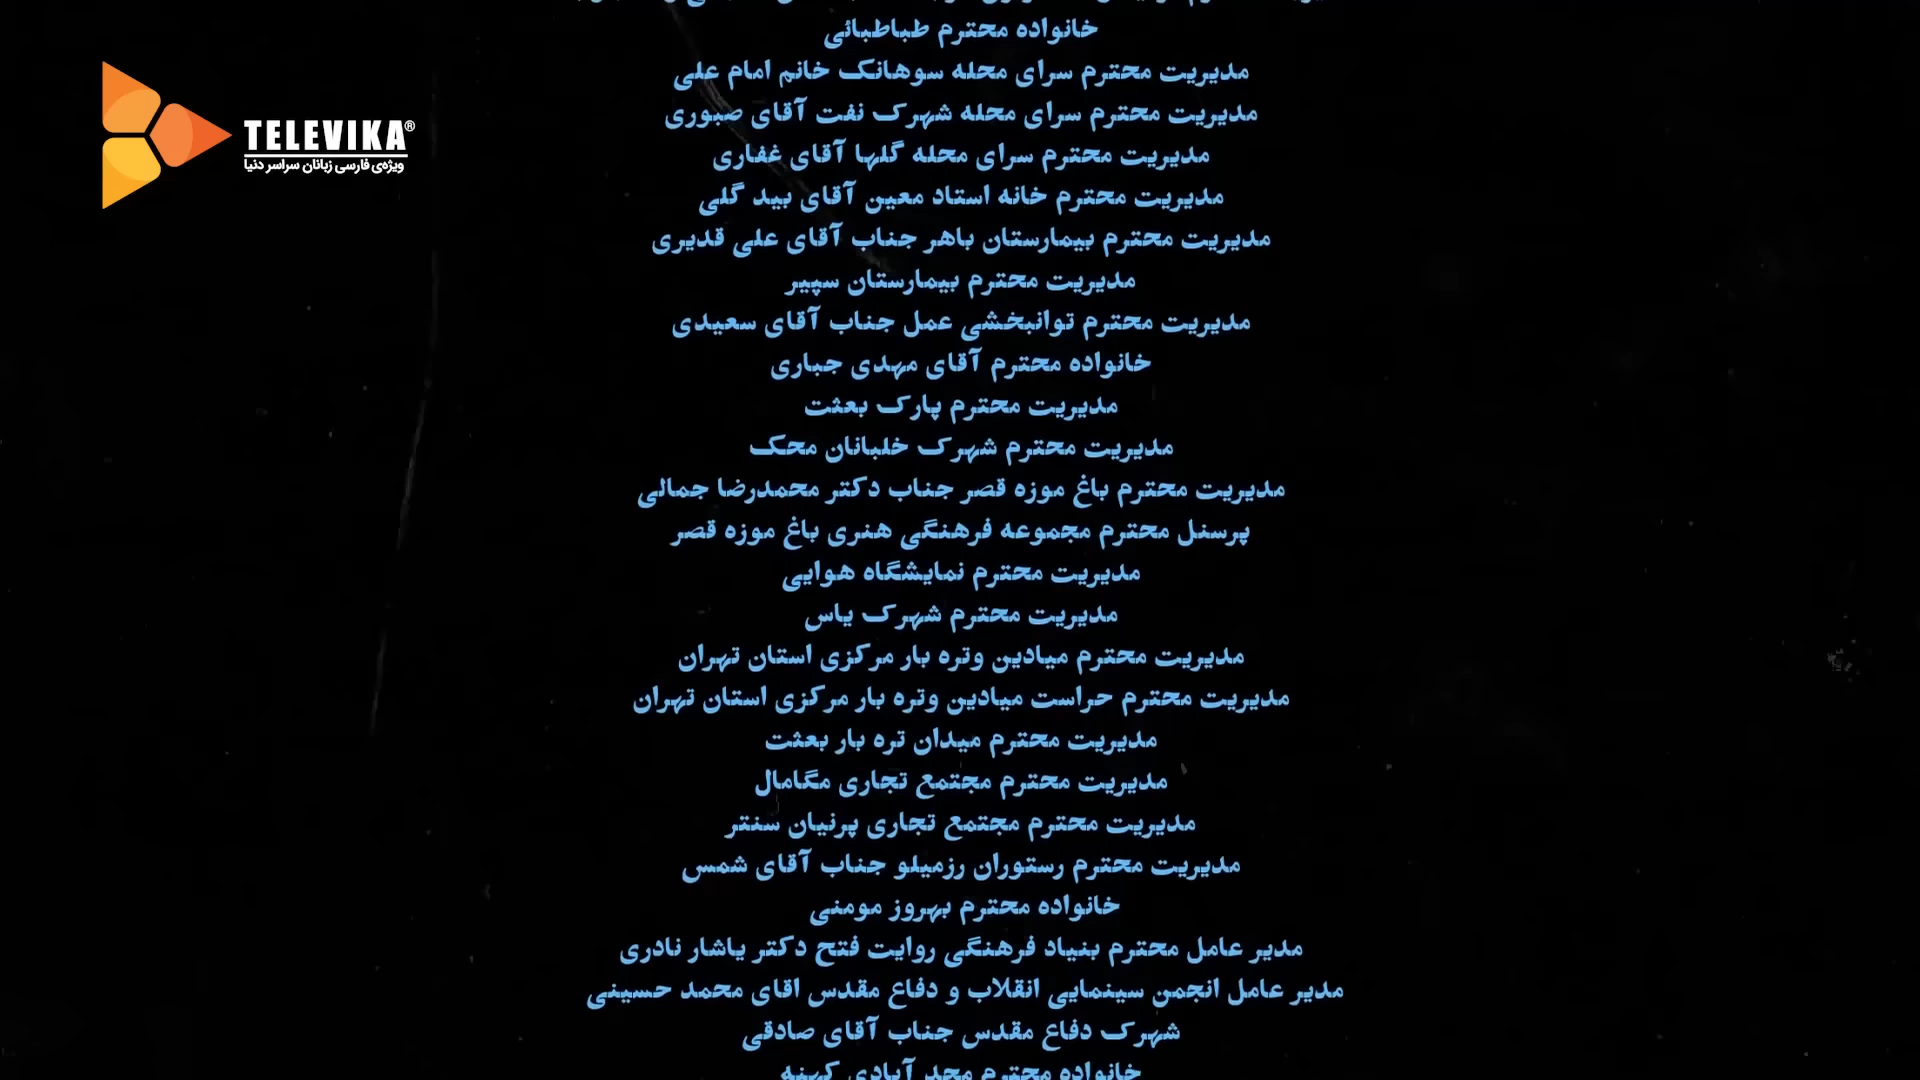 خانواده محترم طباطبائی
مدیریت محترم سرای محله سوهانک خانم امام علی
مدیریت محترم سرای محله شهرک نفت آقای صبوری
مدیریت محترم سرای محله گلها آقای غفاری
مدیریت محترم خانه استاد معین آقای بید گلی
مدیریت محترم بیمارستان باهر جناب آقای علی قدیری
مدیریت محترم بیمارستان سپیر
مدیریت محترم توانبخشی عمل جناب آقای سعیدی
خانواده محترم آقای مهدی جباری
مدیریت محترم پارک بعثت
مدیریت محترم شهرک خلبانان محک
مدیریت محترم باغ موزه قصر جناب دکتر محمدرضا جمالی
پرسنل محترم مجموعه فرهنگی هنری باغ موزه قصر
مدیریت محترم نمایشگاه هوایی
مدیریت محترم شهرک یاس
مدیریت محترم میادین وتره بار مرکزی استان تهران
مدیریت محترم حراست میادین وتره بار مرکزی استان تهران
مدیریت محترم میدان تره بار بعثت
مدیریت محترم مجتمع تجاری مگامال
مدیریت محترم مجتمع تجاری پرنیان سنتر
مدیریت محترم رستوران رزمیلو جناب آقای شمس
خانواده محترم بهروز مومنی
مدیر عامل محترم بنیاد فرهنگی روایت فتح دکتر یاشار نادری
مدیر عامل انجمن سینمایی انقلاب و دفاع مقدس اقای محمد حسینی
شهرک دفاع مقدس جناب آقای صادقی
خانواده محترم مجد آبادی کهنه
TELEVIKA®
ویژه‌ی فارسی زبانان سراسر دنیا